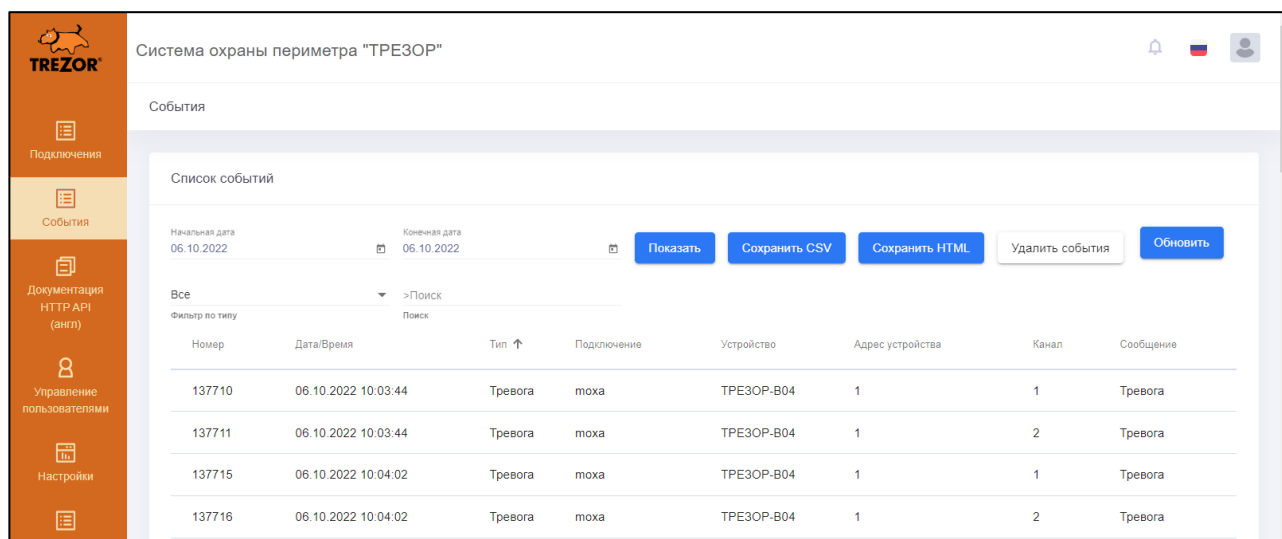 TREZOR®
Система охраны периметра "ТРЕЗОР"
События
Подключения
События
Документация
HTTP API
(англ)
Управление
пользователями
Настройки
Список событий
Начальная дата Конечная дата
06.10.2022 06.10.2022 Показать Сохранить CSV Сохранить HTML Удалить события Обновить
Все >Поиск
Фильтр по типу Поиск
Номер Дата/Время Тип ↑ Подключение Устройство Адрес устройства Канал Сообщение
137710 06.10.2022 10:03:44 Тревога moxa ТРЕЗОР-B04 1 1 Тревога
137711 06.10.2022 10:03:44 Тревога moxa ТРЕЗОР-B04 1 2 Тревога
137715 06.10.2022 10:04:02 Тревога moxa ТРЕЗОР-B04 1 1 Тревога
137716 06.10.2022 10:04:02 Тревога moxa ТРЕЗОР-B04 1 2 Тревога